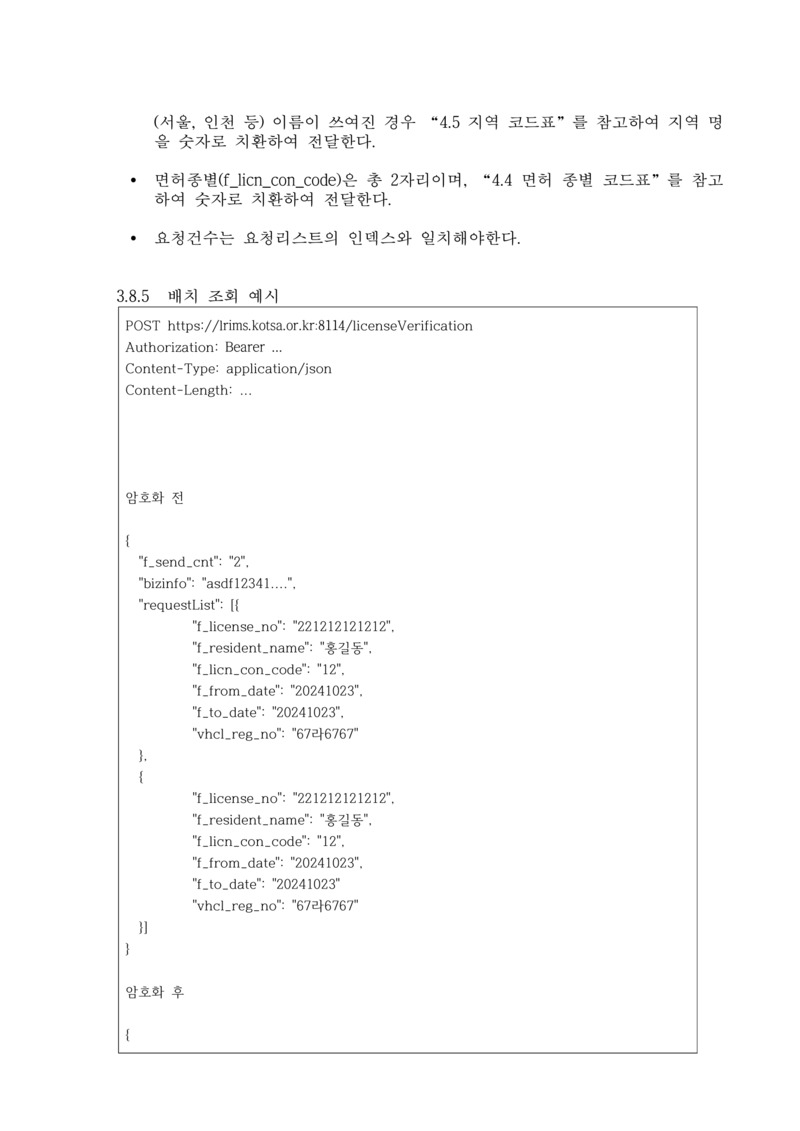 (서울, 인천 등) 이름이 쓰여진 경우 “4.5 지역 코드표”를 참고하여 지역 명
을 숫자로 치환하여 전달한다.
• 면허종별(f_licn_con_code)은 총 2자리이며, “4.4 면허 종별 코드표”를 참고
하여 숫자로 치환하여 전달한다.
• 요청건수는 요청리스트의 인덱스와 일치해야한다.
3.8.5 배치 조회 예시
POST https://lrims.kotsa.or.kr:8114/licenseVerification
Authorization: Bearer ...
Content-Type: application/json
Content-Length: ...
암호화 전
{
"f_send_cnt": "2",
"bizinfo": "asdf12341....",
"requestList": [{
"f_license_no": "221212121212",
"f_resident_name": "홍길동",
"f_licn_con_code": "12",
"f_from_date": "20241023",
"f_to_date": "20241023",
"vhcl_reg_no": "67라6767"
},
{
"f_license_no": "221212121212",
"f_resident_name": "홍길동",
"f_licn_con_code": "12",
"f_from_date": "20241023",
"f_to_date": "20241023"
"vhcl_reg_no": "67라6767"
}]
}
암호화 후
{